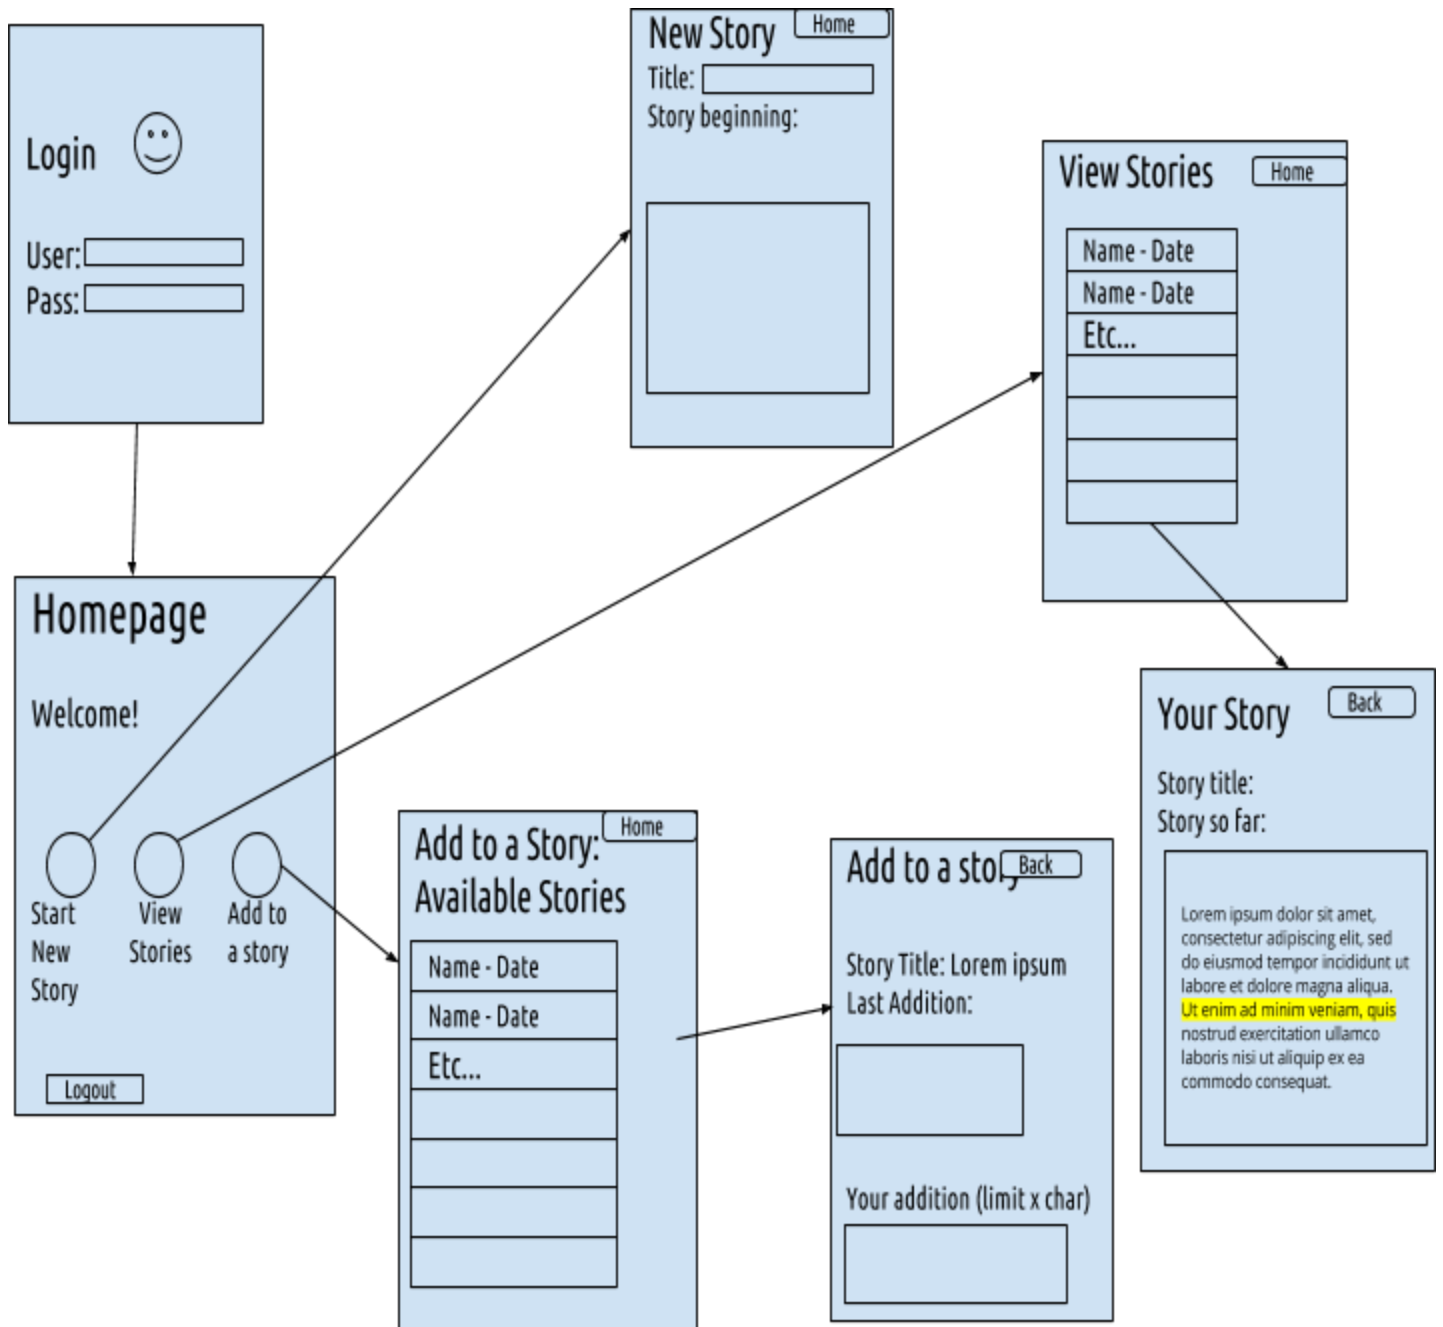 Login
User:
Pass:
New Story
Home
Title:
Story beginning:
View Stories
Home
Name - Date
Name - Date
Etc...
Homepage
Welcome!
Start
New
Story
View
Stories
Add to
a story
Logout
Add to a Story:
Available Stories
Home
Name - Date
Name - Date
Etc...
Add to a story
Back
Story Title: Lorem ipsum
Last Addition:
Your addition (limit x char)
Your Story
Back
Story title:
Story so far:
Lorem ipsum dolor sit amet,
consectetur adipiscing elit, sed
do eiusmod tempor incididunt ut
labore et dolore magna aliqua.
Ut enim ad minim veniam, quis
nostrud exercitation ullamco
laboris nisi ut aliquip ex ea
commodo consequat.